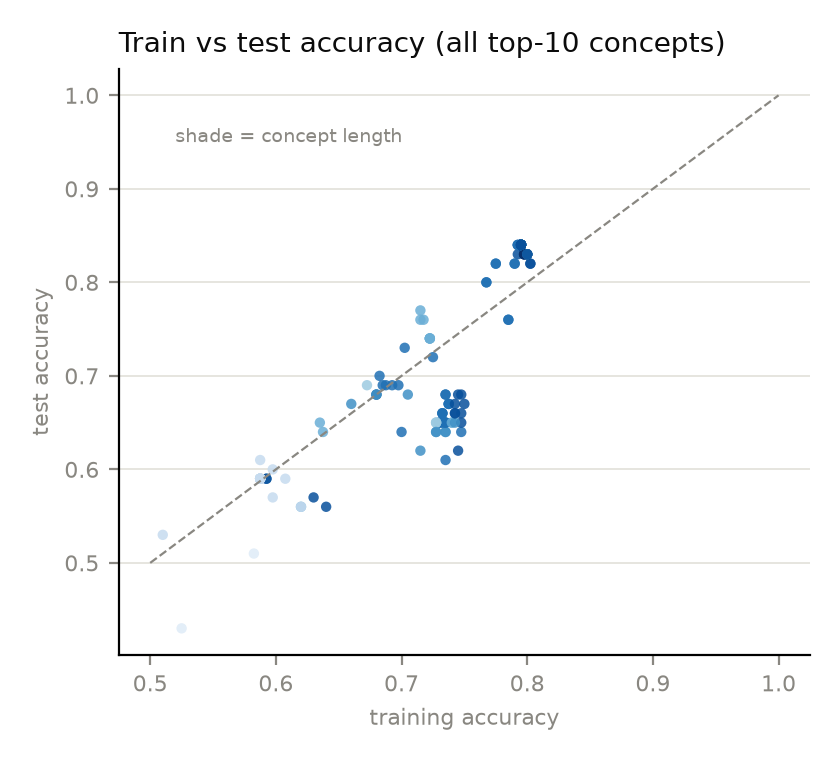 Train vs test accuracy (all top-10 concepts)
1.0
shade = concept length
0.9
0.8
0.7
0.6
0.5
test accuracy
0.5 0.6 0.7 0.8 0.9 1.0
training accuracy